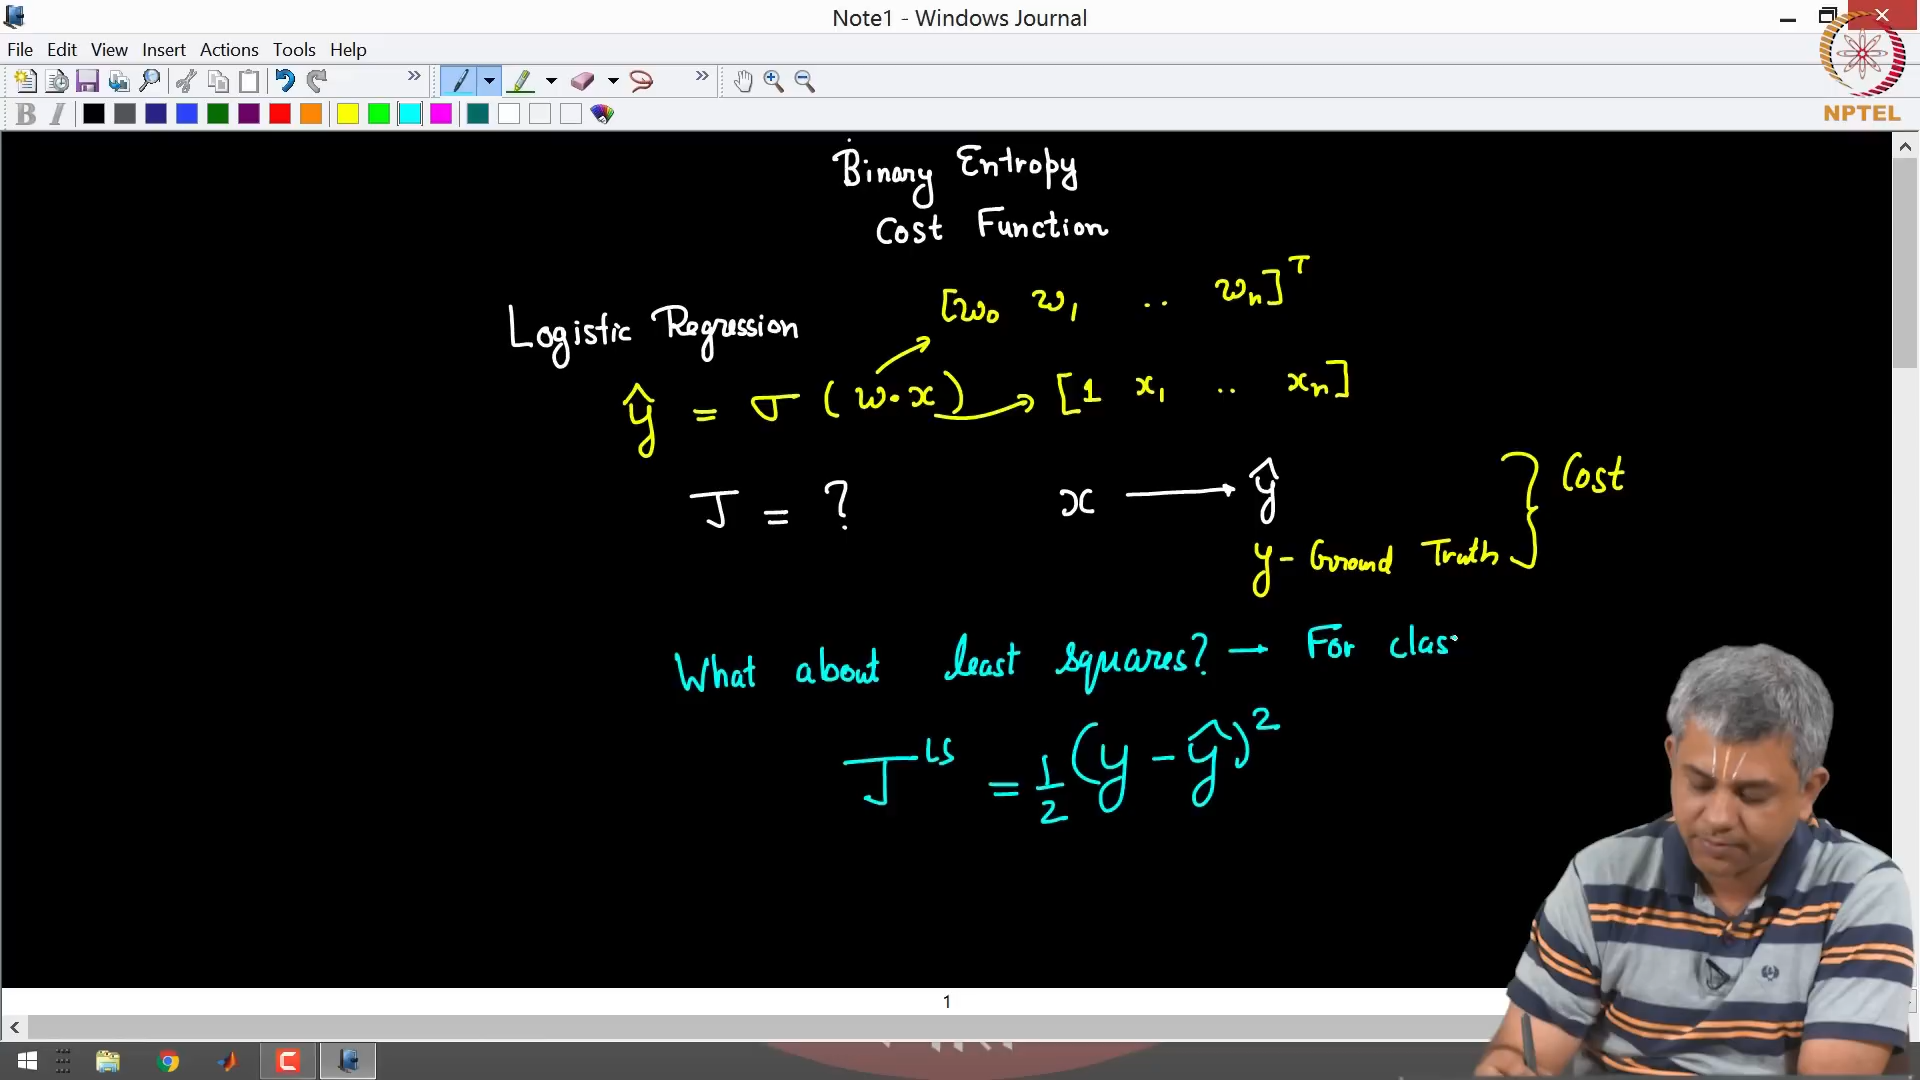 Note1 - Windows Journal
File Edit View Insert Actions Tools Help
NPTEL
Binary Entropy
Cost Function
[w₀ w₁ .. wₙ]ᵀ
Logistic Regression
ŷ = σ (w·x) [1 x₁ .. xₙ]
J = ? x → ŷ } Cost
y - Ground Truth
What about least squares? → For clas
J^LS = 1/2 (y - ŷ)²
1